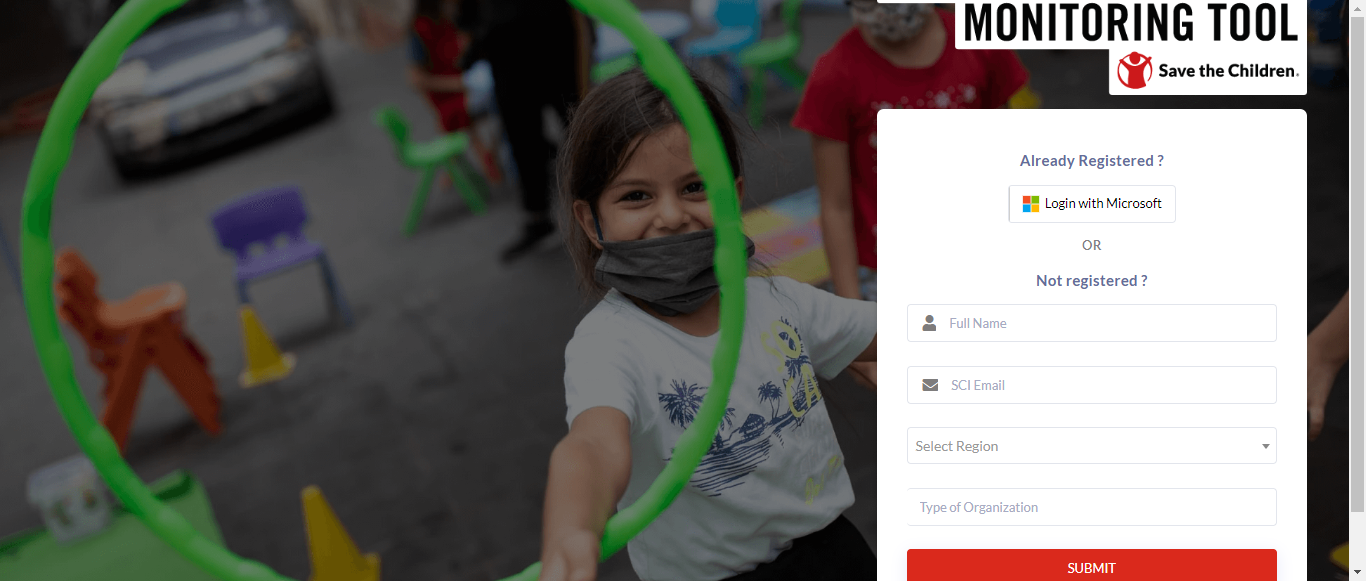 MONITORING TOOL
Save the Children.
Already Registered ?
Login with Microsoft
OR
Not registered ?
Full Name
SCI Email
Select Region
Type of Organization
SUBMIT